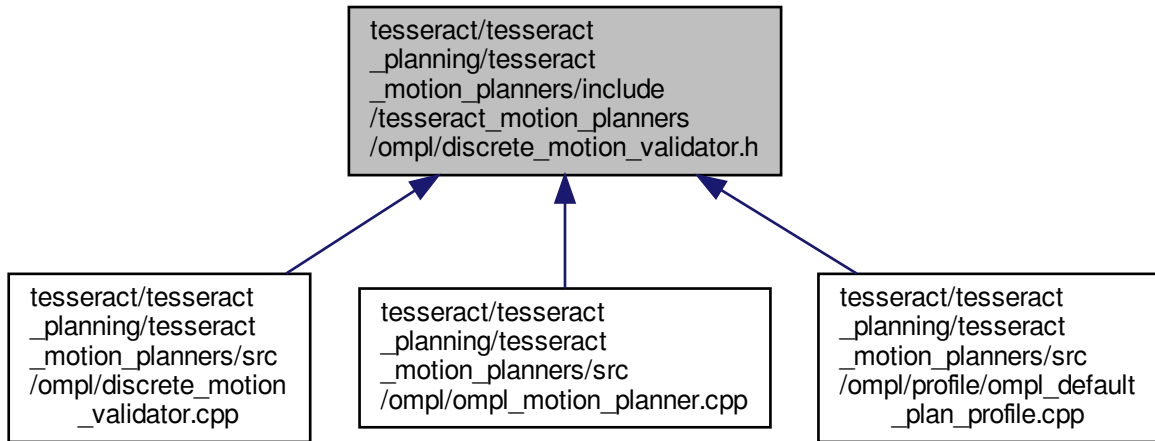 tesseract/tesseract
_planning/tesseract
_motion_planners/include
/tesseract_motion_planners
/ompl/discrete_motion_validator.h
tesseract/tesseract
_planning/tesseract
_motion_planners/src
/ompl/discrete_motion
_validator.cpp
tesseract/tesseract
_planning/tesseract
_motion_planners/src
/ompl/ompl_motion_planner.cpp
tesseract/tesseract
_planning/tesseract
_motion_planners/src
/ompl/profile/ompl_default
_plan_profile.cpp